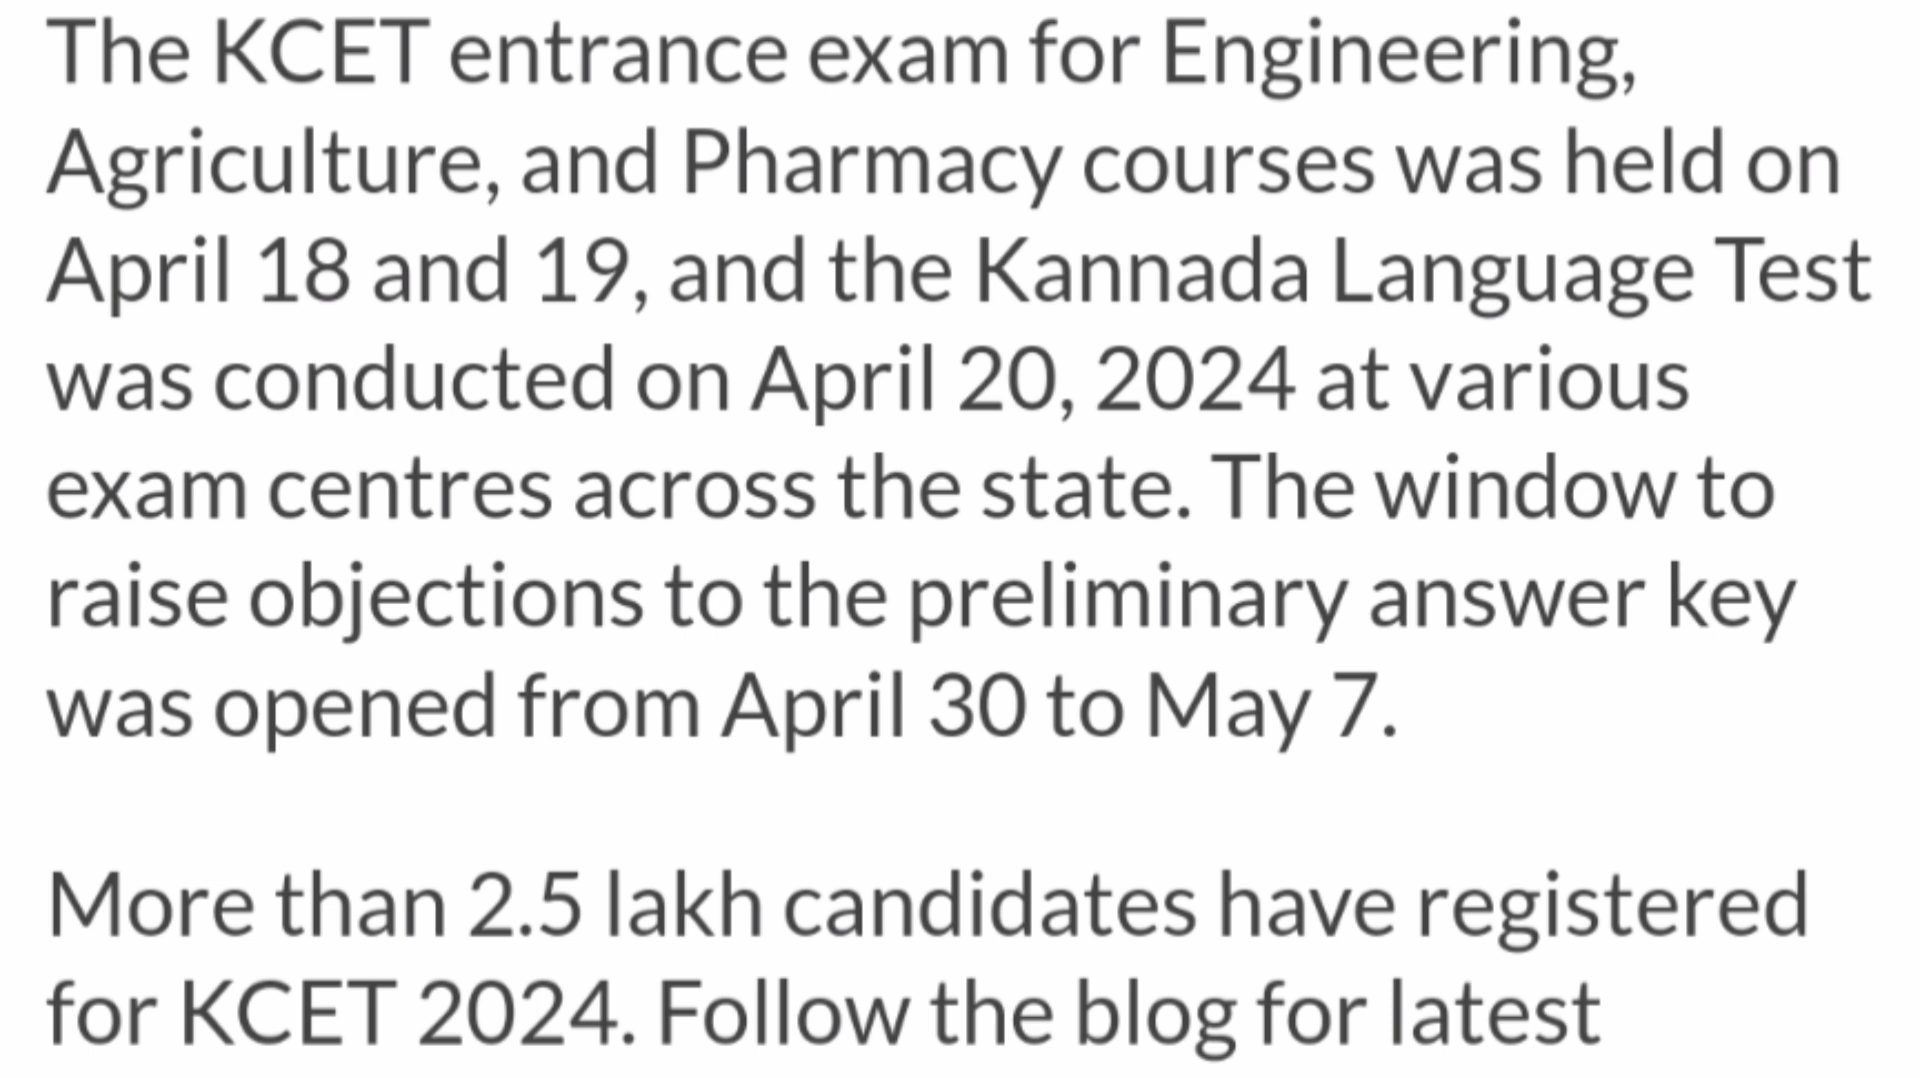 The KCET entrance exam for Engineering,
Agriculture, and Pharmacy courses was held on
April 18 and 19, and the Kannada Language Test
was conducted on April 20, 2024 at various
exam centres across the state. The window to
raise objections to the preliminary answer key
was opened from April 30 to May 7.
More than 2.5 lakh candidates have registered
for KCET 2024. Follow the blog for latest